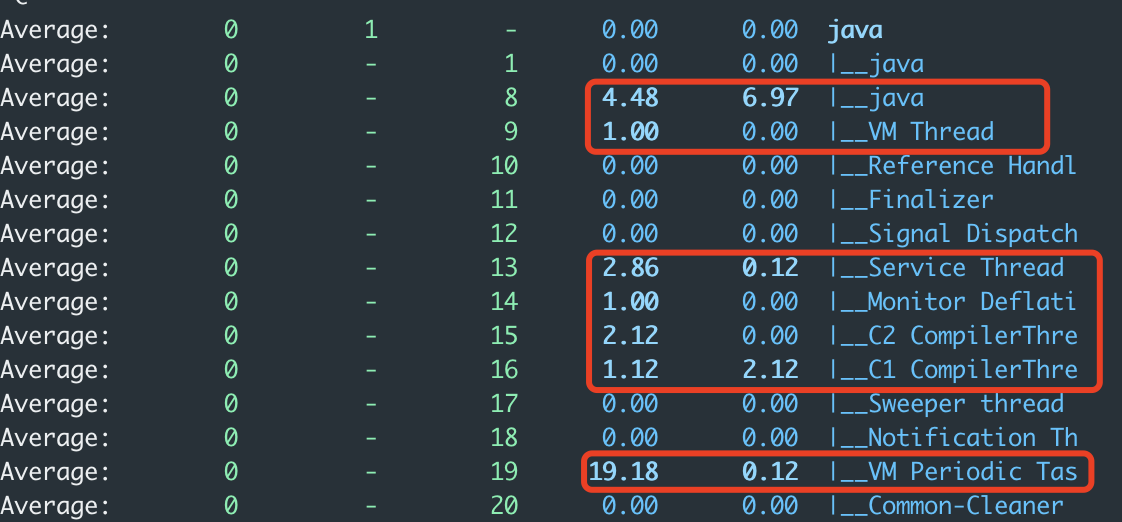 Average: 0 1 - 0.00 0.00 java
Average: 0 - 1 0.00 0.00 |__java
Average: 0 - 8 4.48 6.97 |__java
Average: 0 - 9 1.00 0.00 |__VM Thread
Average: 0 - 10 0.00 0.00 |__Reference Handl
Average: 0 - 11 0.00 0.00 |__Finalizer
Average: 0 - 12 0.00 0.00 |__Signal Dispatch
Average: 0 - 13 2.86 0.12 |__Service Thread
Average: 0 - 14 1.00 0.00 |__Monitor Deflati
Average: 0 - 15 2.12 0.00 |__C2 CompilerThre
Average: 0 - 16 1.12 2.12 |__C1 CompilerThre
Average: 0 - 17 0.00 0.00 |__Sweeper thread
Average: 0 - 18 0.00 0.00 |__Notification Th
Average: 0 - 19 19.18 0.12 |__VM Periodic Tas
Average: 0 - 20 0.00 0.00 |__Common-Cleaner